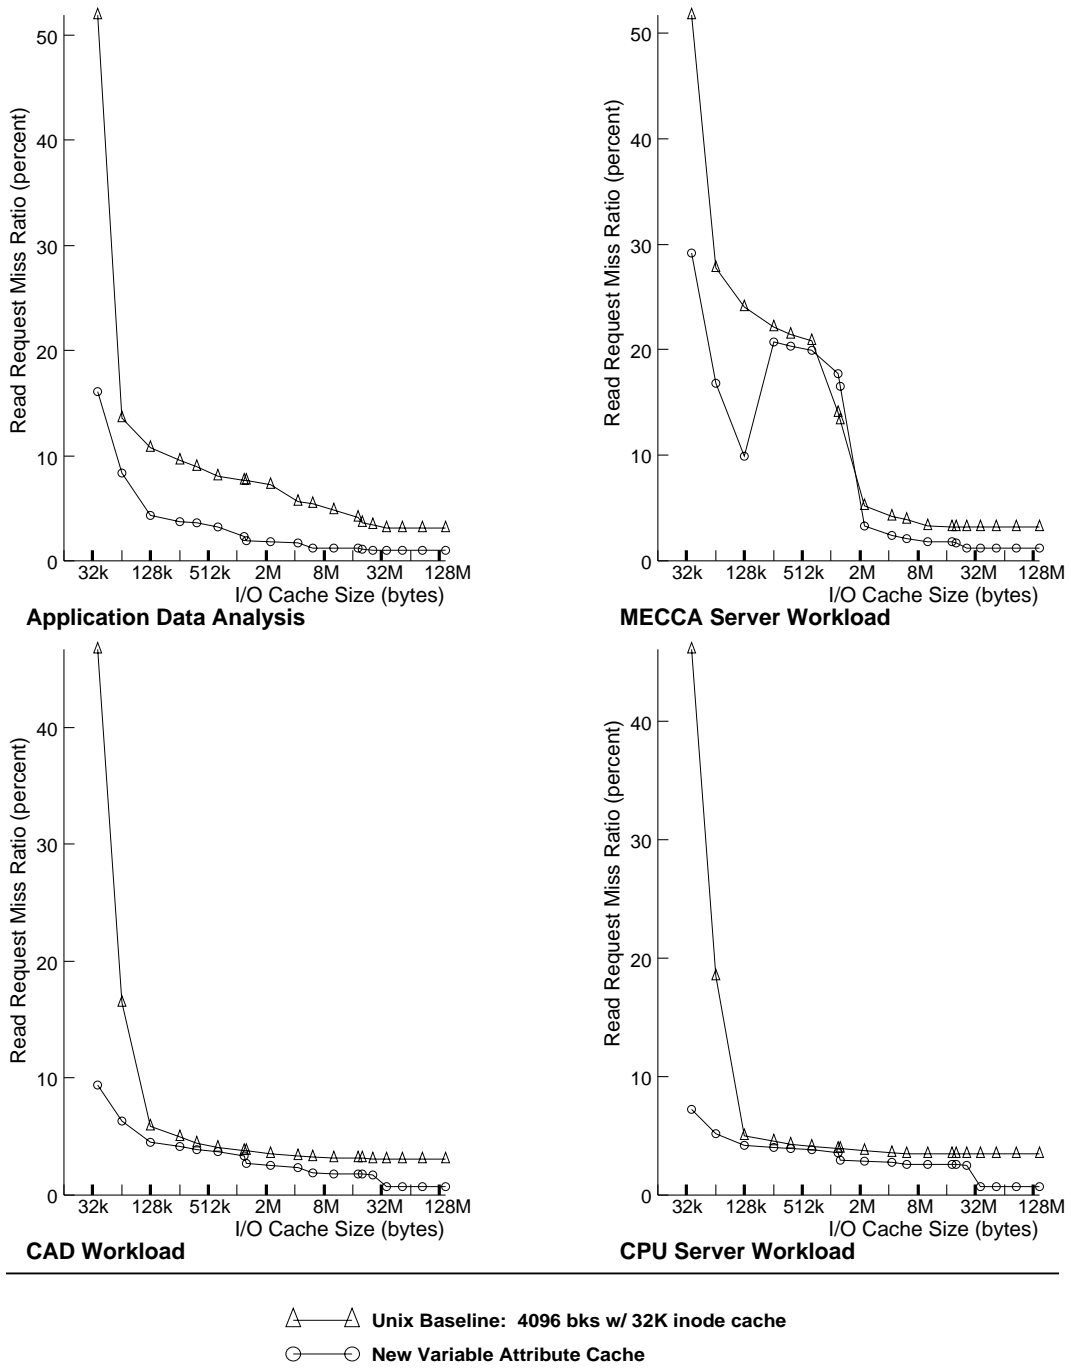 50
40
30
20
10
0
Read Request Miss Ratio (percent)
32k 128k 512k 2M 8M 32M 128M
I/O Cache Size (bytes)
Application Data Analysis
50
40
30
20
10
0
Read Request Miss Ratio (percent)
32k 128k 512k 2M 8M 32M 128M
I/O Cache Size (bytes)
MECCA Server Workload
40
30
20
10
0
Read Request Miss Ratio (percent)
32k 128k 512k 2M 8M 32M 128M
I/O Cache Size (bytes)
CAD Workload
40
30
20
10
0
Read Request Miss Ratio (percent)
32k 128k 512k 2M 8M 32M 128M
I/O Cache Size (bytes)
CPU Server Workload
Unix Baseline: 4096 bks w/ 32K inode cache
New Variable Attribute Cache